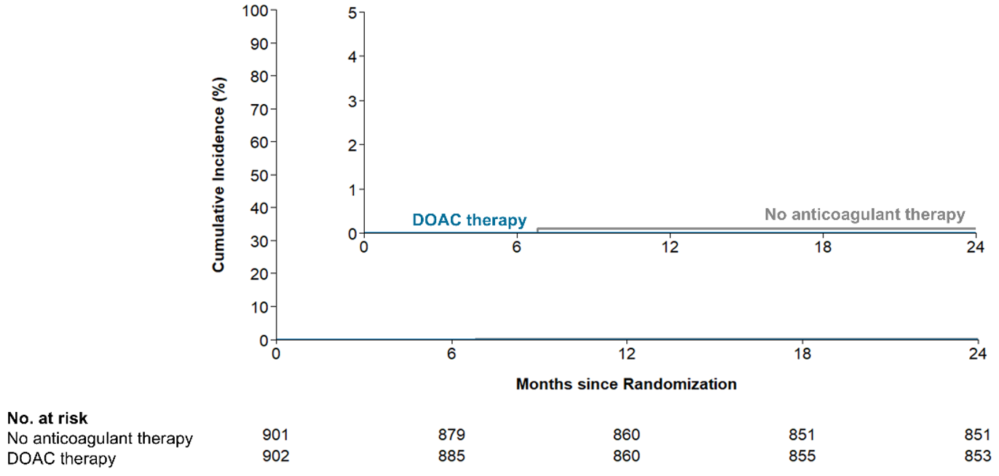 100
90
80
70
60
50
40
30
20
10
0
Cumulative Incidence (%)
5
4
3
2
1
0
DOAC therapy
No anticoagulant therapy
0 6 12 18 24
0 6 12 18 24
Months since Randomization
No. at risk
No anticoagulant therapy 901 879 860 851 851
DOAC therapy 902 885 860 855 853